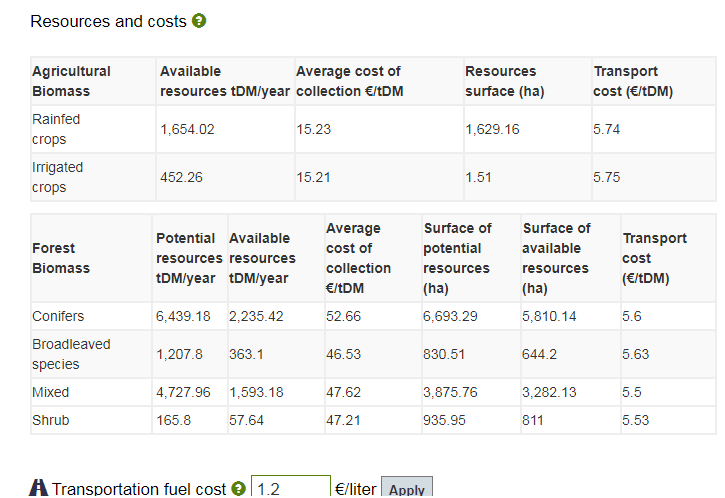 Resources and costs ?
Agricultural Biomass Available resources tDM/year Average cost of collection €/tDM Resources surface (ha) Transport cost (€/tDM)
Rainfed crops 1,654.02 15.23 1,629.16 5.74
Irrigated crops 452.26 15.21 1.51 5.75
Forest Biomass Potential resources tDM/year Available resources tDM/year Average cost of collection €/tDM Surface of potential resources (ha) Surface of available resources (ha) Transport cost (€/tDM)
Conifers 6,439.18 2,235.42 52.66 6,693.29 5,810.14 5.6
Broadleaved species 1,207.8 363.1 46.53 830.51 644.2 5.63
Mixed 4,727.96 1,593.18 47.62 3,875.76 3,282.13 5.5
Shrub 165.8 57.64 47.21 935.95 811 5.53
Transportation fuel cost ? 1.2 €/liter Apply